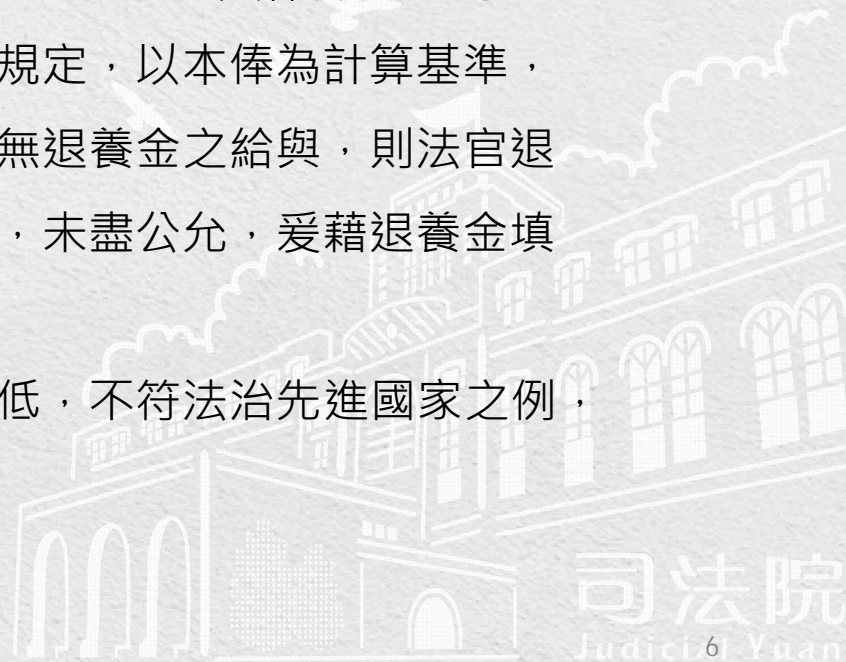 規定，以本俸為計算基準，
無退養金之給與，則法官退
，未盡公允，爰藉退養金填
低，不符法治先進國家之例，
司法院
Judicial Yuan
6